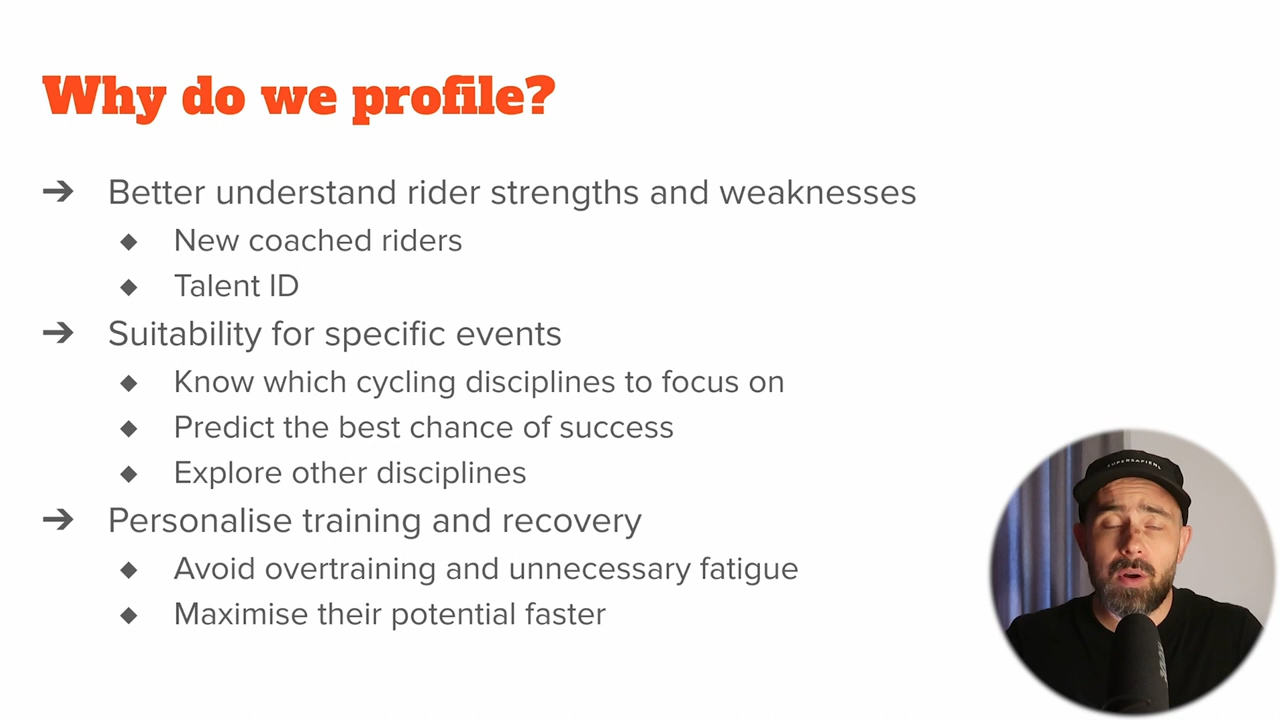 Why do we profile?
➔ Better understand rider strengths and weaknesses
◆ New coached riders
◆ Talent ID
➔ Suitability for specific events
◆ Know which cycling disciplines to focus on
◆ Predict the best chance of success
◆ Explore other disciplines
➔ Personalise training and recovery
◆ Avoid overtraining and unnecessary fatigue
◆ Maximise their potential faster
SUPERSAPIENS